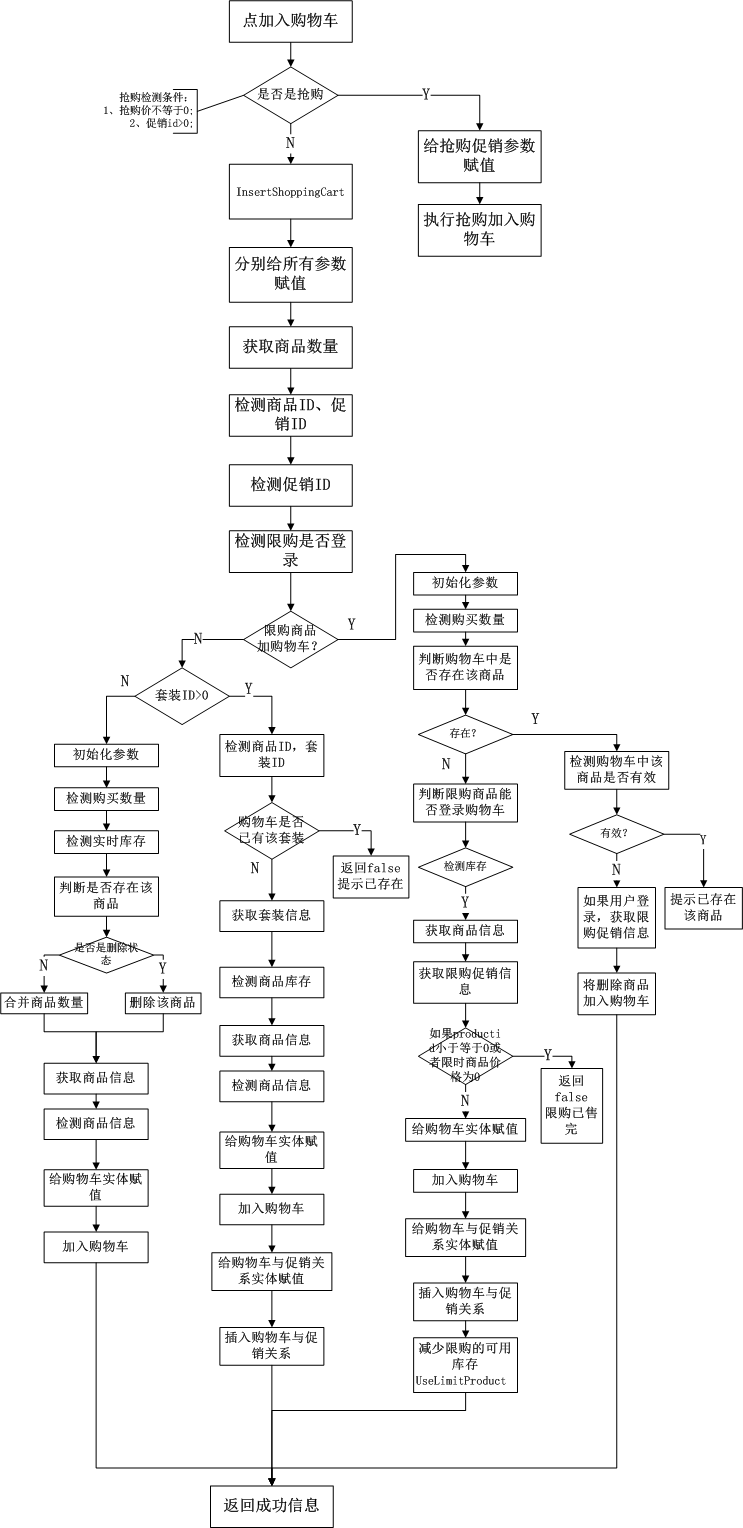 点加入购物车
是否是抢购
抢购检测条件:
1、抢购价不等于0;
2、促销id>0;
Y
N
给抢购促销参数
赋值
InsertShoppingCart
执行抢购加入购
物车
分别给所有参数
赋值
获取商品数量
检测商品ID、促
销ID
检测促销ID
检测限购是否登
录
限购商品
加购物车?
N
Y
初始化参数
检测购买数量
判断购物车中是
否存在该商品
套装ID>0
N
Y
存在?
Y
N
初始化参数
检测购买数量
检测实时库存
判断是否存在该
商品
是否是删除状
态
N
Y
合并商品数量
删除该商品
获取商品信息
检测商品信息
给购物车实体赋
值
加入购物车
检测商品ID, 套
装ID
购物车是否
已有该套装
Y
N
返回false
提示已存在
获取套装信息
检测商品库存
获取商品信息
检测商品信息
给购物车实体赋
值
加入购物车
给购物车与促销关
系实体赋值
插入购物车与促
销关系
判断限购商品能
否登录购物车
检测库存
Y
获取商品信息
获取限购促销信
息
如果producti
d小于等于0或
者限时商品价
格为0
Y
N
返回
false
限购已售
完
给购物车实体赋值
加入购物车
给购物车与促销关
系实体赋值
插入购物车与促
销关系
减少限购的可用
库存
UseLimitProduct
检测购物车中该
商品是否有效
有效?
Y
N
如果用户登
录, 获取限
购促销信息
提示已存在
该商品
将删除商品
加入购物车
返回成功信息